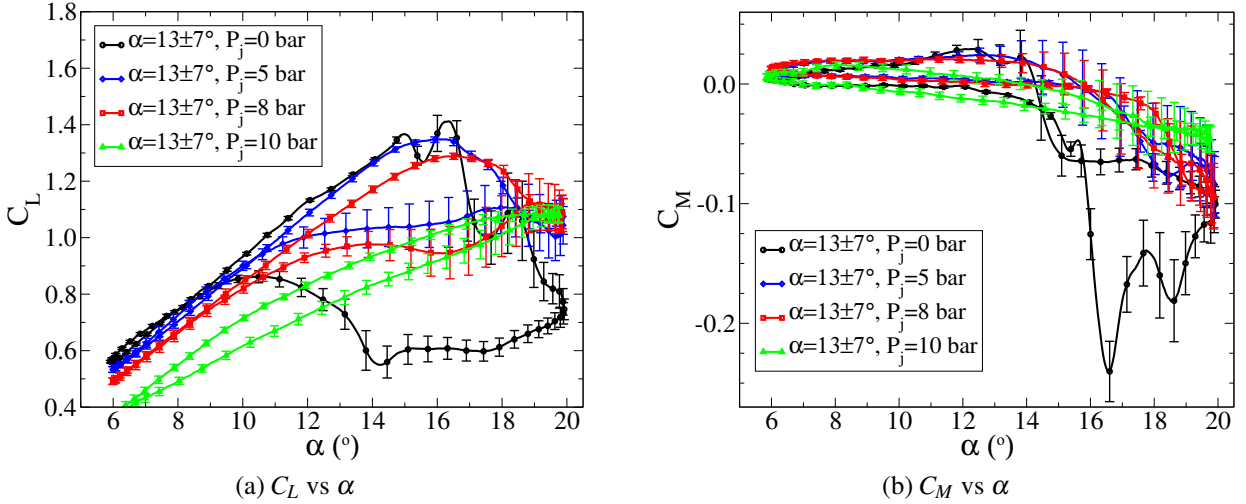 1.8
1.6
1.4
1.2
1.0
0.8
0.6
0.4
C_L
α=13±7°, P_j=0 bar
α=13±7°, P_j=5 bar
α=13±7°, P_j=8 bar
α=13±7°, P_j=10 bar
6 8 10 12 14 16 18 20
α (°)
(a) C_L vs α
0.0
-0.1
-0.2
C_M
α=13±7°, P_j=0 bar
α=13±7°, P_j=5 bar
α=13±7°, P_j=8 bar
α=13±7°, P_j=10 bar
6 8 10 12 14 16 18 20
α (°)
(b) C_M vs α